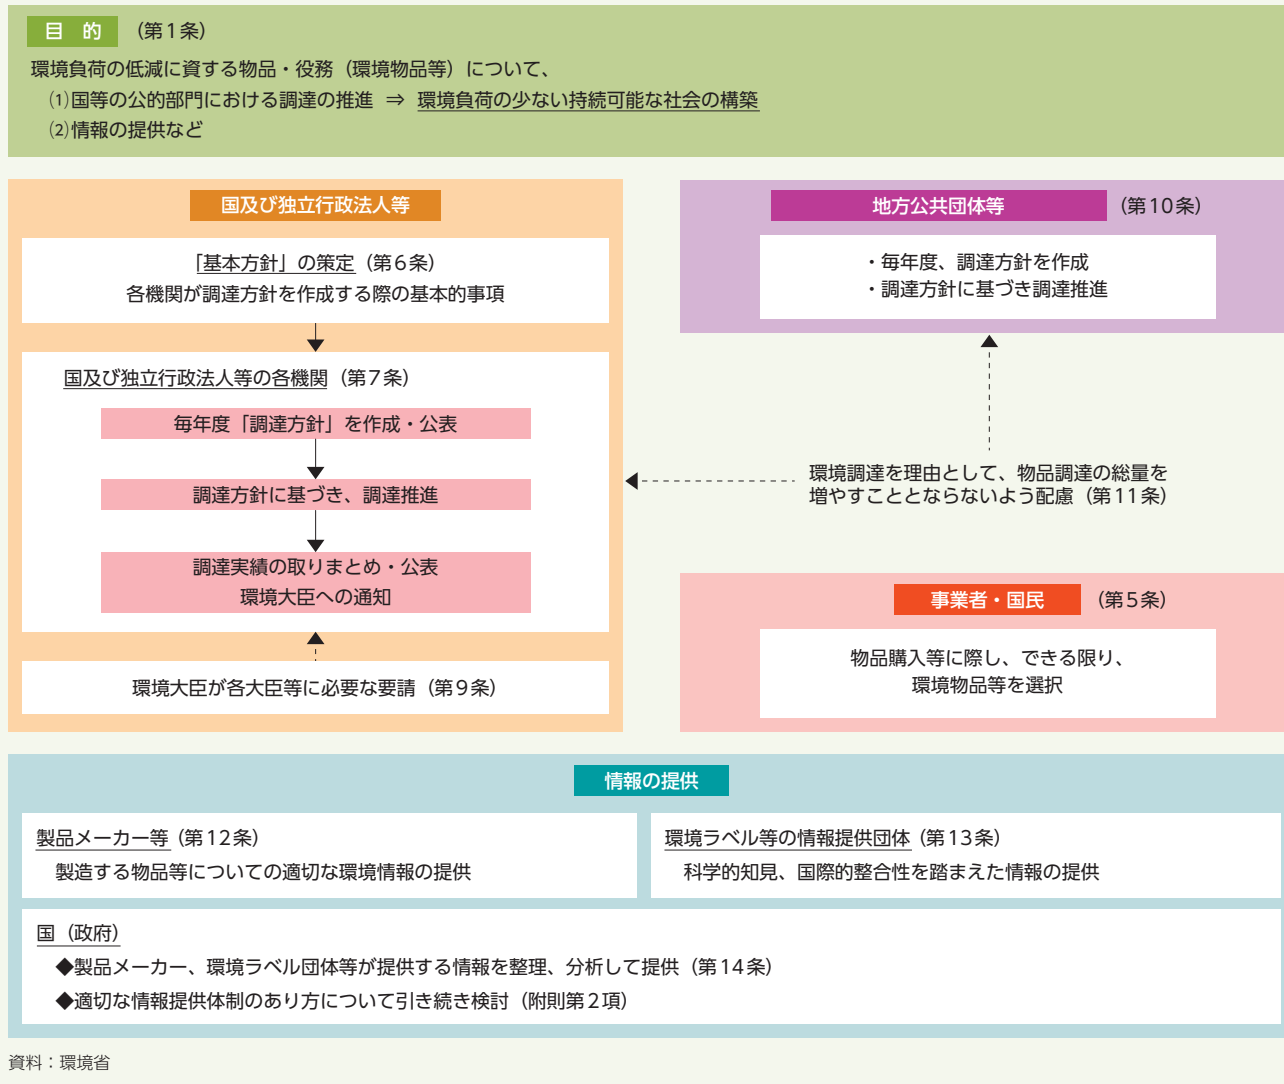 目 的 （第1条）
環境負荷の低減に資する物品・役務（環境物品等）について、
⑴国等の公的部門における調達の推進 ⇒ 環境負荷の少ない持続可能な社会の構築
⑵情報の提供など
国及び独立行政法人等
「基本方針」の策定（第6条）
各機関が調達方針を作成する際の基本的事項
国及び独立行政法人等の各機関（第7条）
毎年度「調達方針」を作成・公表
調達方針に基づき、調達推進
調達実績の取りまとめ・公表
環境大臣への通知
環境大臣が各大臣等に必要な要請（第9条）
地方公共団体等 （第10条）
・毎年度、調達方針を作成
・調達方針に基づき調達推進
環境調達を理由として、物品調達の総量を
増やすこととならないよう配慮（第11条）
事業者・国民 （第5条）
物品購入等に際し、できる限り、
環境物品等を選択
情報の提供
製品メーカー等（第12条）
製造する物品等についての適切な環境情報の提供
環境ラベル等の情報提供団体（第13条）
科学的知見、国際的整合性を踏まえた情報の提供
国（政府）
◆製品メーカー、環境ラベル団体等が提供する情報を整理、分析して提供（第14条）
◆適切な情報提供体制のあり方について引き続き検討（附則第2項）
資料：環境省